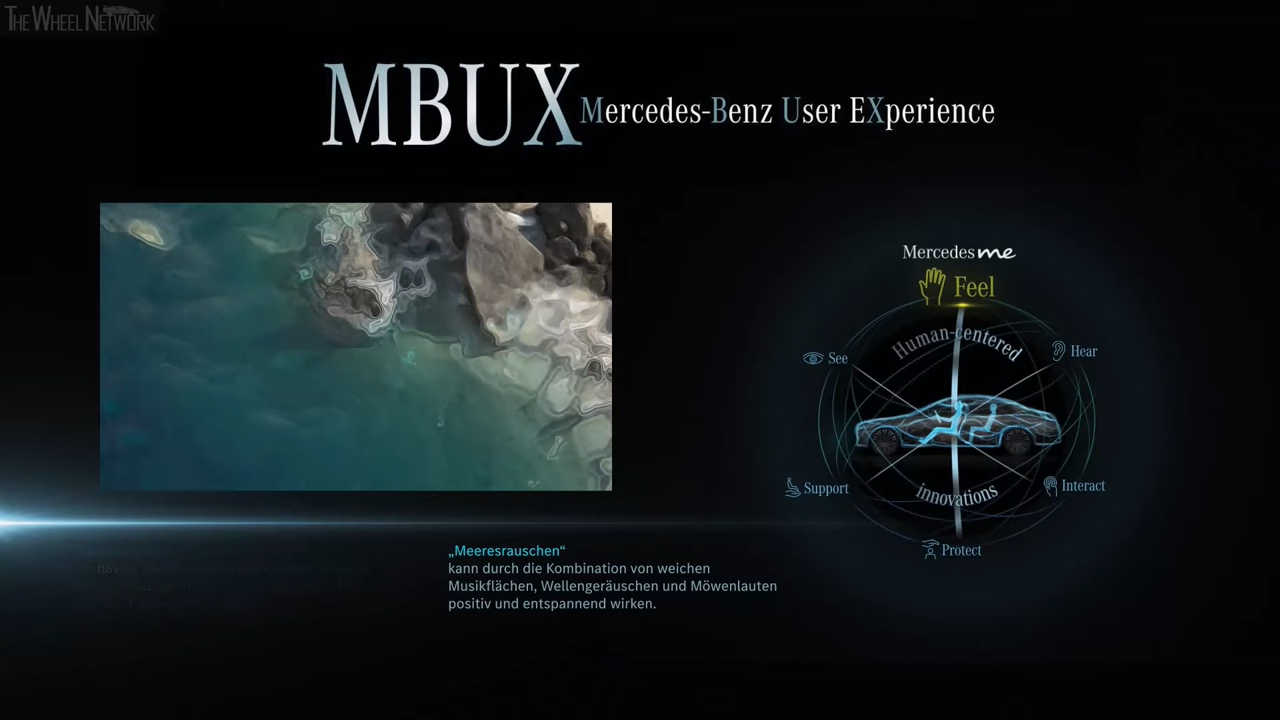 THE WHEEL NETWORK
MBUX Mercedes-Benz User EXperience
Mercedes me
Feel
Human-centered
See
Hear
innovations
Support
Interact
Protect
„Meeresrauschen“
kann durch die Kombination von weichen
Musikflächen, Wellengeräuschen und Möwenlauten
positiv und entspannend wirken.